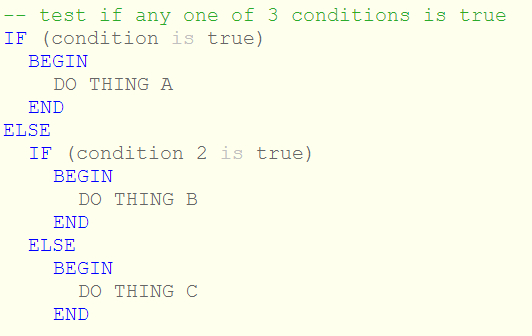 -- test if any one of 3 conditions is true
IF (condition is true)
BEGIN
DO THING A
END
ELSE
IF (condition 2 is true)
BEGIN
DO THING B
END
ELSE
BEGIN
DO THING C
END